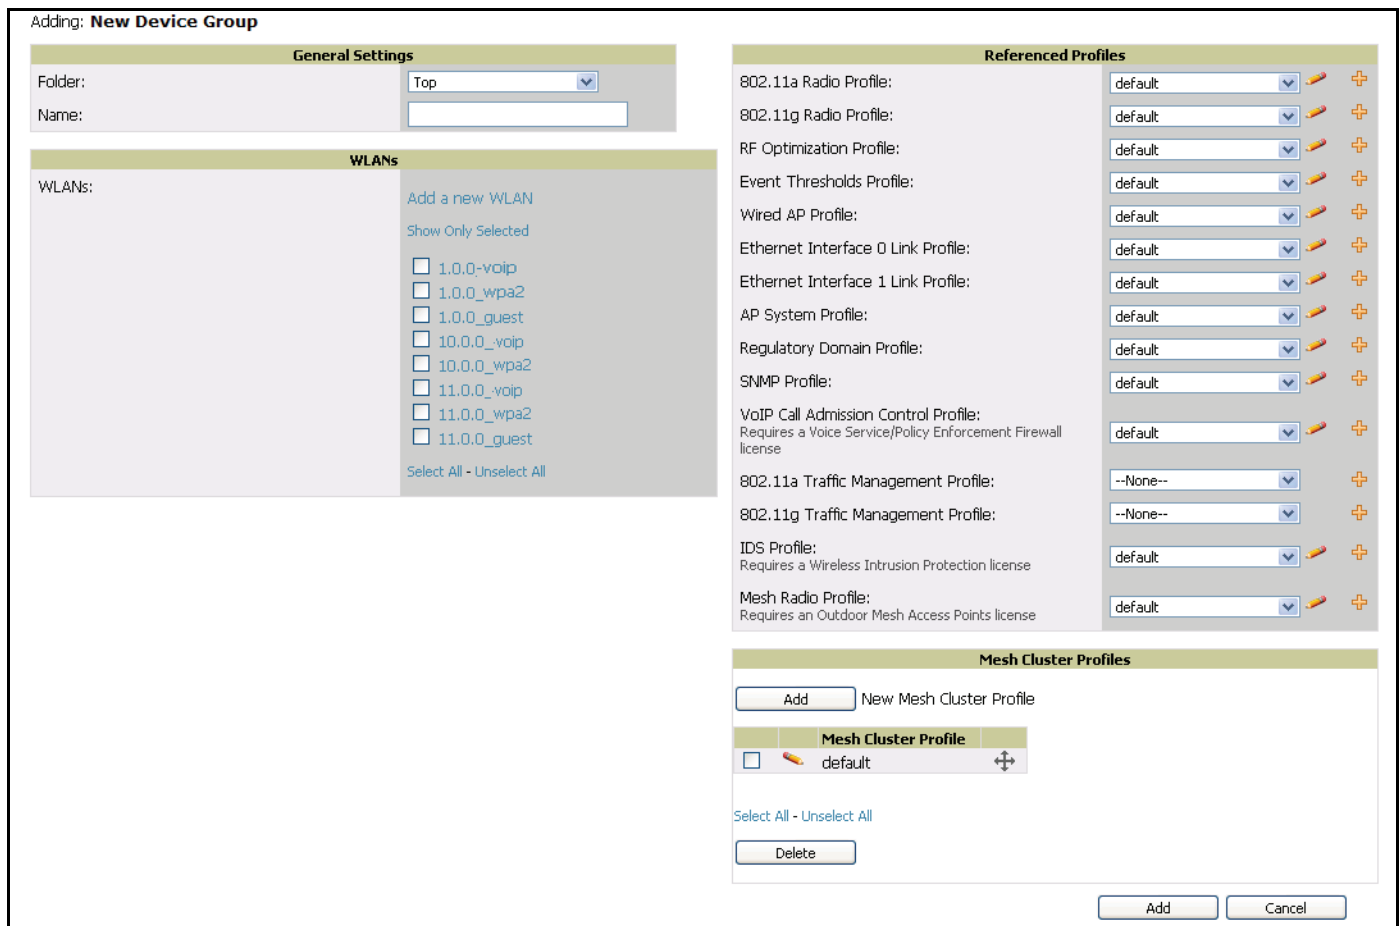 Adding: New Device Group
General Settings
Folder: Top
Name:
WLANs
WLANs:
Add a new WLAN
Show Only Selected
1.0.0-voip
1.0.0_wpa2
1.0.0_guest
10.0.0_-voip
10.0.0_wpa2
11.0.0_-voip
11.0.0_wpa2
11.0.0_guest
Select All - Unselect All
Referenced Profiles
802.11a Radio Profile: default
802.11g Radio Profile: default
RF Optimization Profile: default
Event Thresholds Profile: default
Wired AP Profile: default
Ethernet Interface 0 Link Profile: default
Ethernet Interface 1 Link Profile: default
AP System Profile: default
Regulatory Domain Profile: default
SNMP Profile: default
VoIP Call Admission Control Profile:
Requires a Voice Service/Policy Enforcement Firewall
license
default
802.11a Traffic Management Profile: --None--
802.11g Traffic Management Profile: --None--
IDS Profile:
Requires a Wireless Intrusion Protection license
default
Mesh Radio Profile:
Requires an Outdoor Mesh Access Points license
default
Mesh Cluster Profiles
Add New Mesh Cluster Profile
Mesh Cluster Profile
default
Select All - Unselect All
Delete
Add Cancel